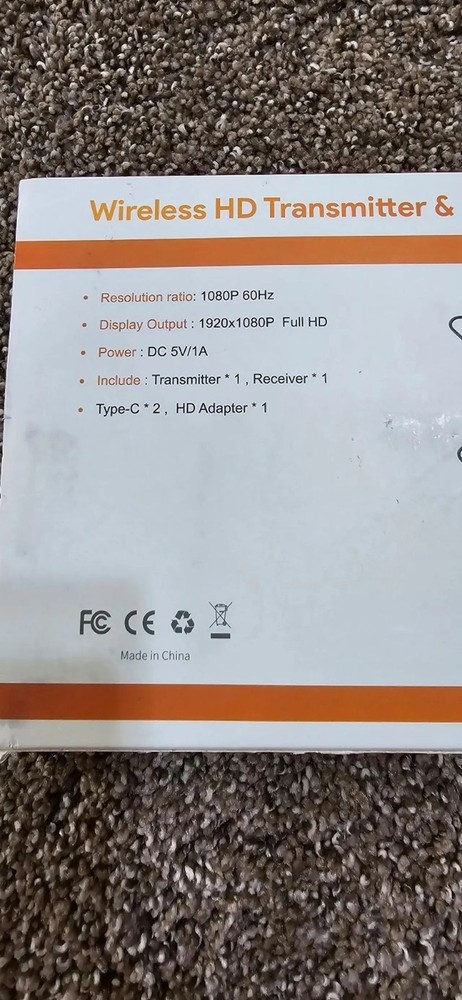 Wireless HD Transmitter &
• Resolution ratio: 1080P 60Hz
• Display Output : 1920x1080P Full HD
• Power : DC 5V/1A
• Include : Transmitter * 1 , Receiver * 1
• Type-C * 2 , HD Adapter * 1
FC CE
Made in China